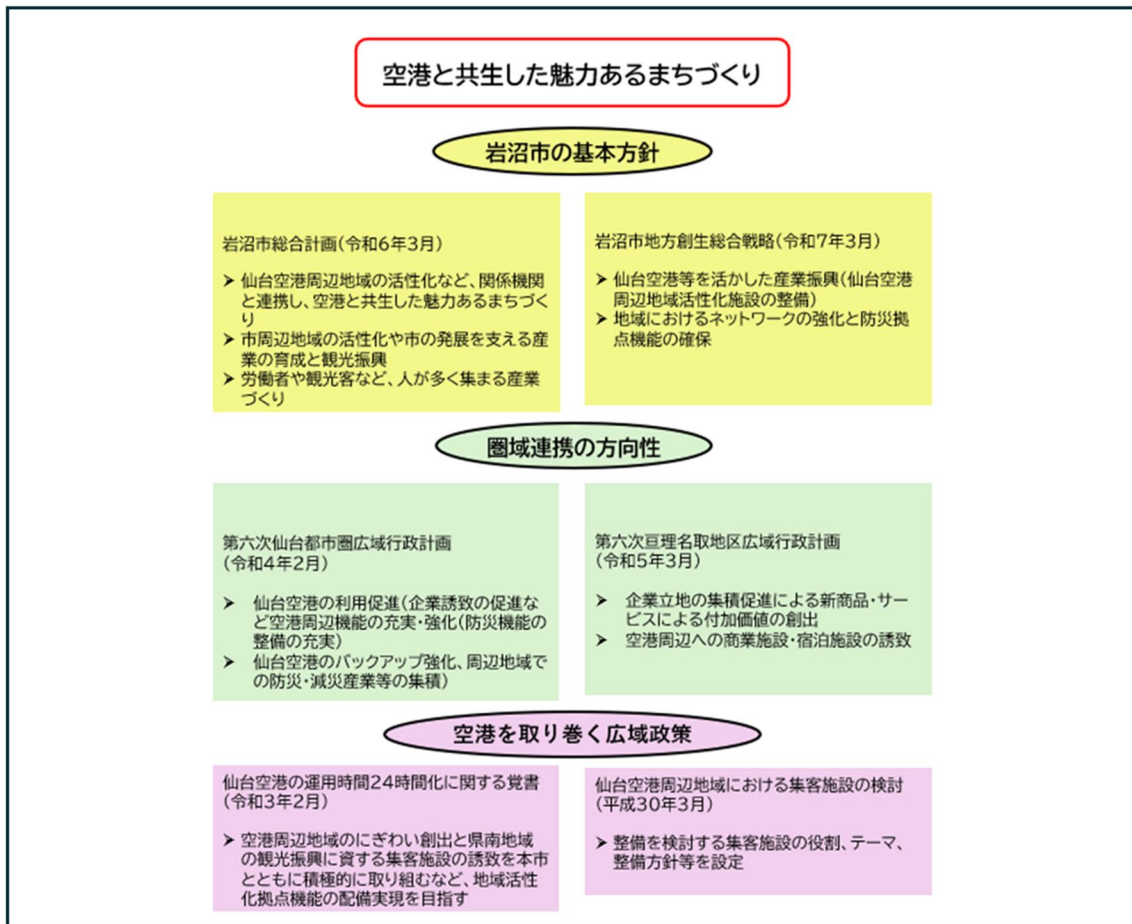 空港と共生した魅力あるまちづくり
岩沼市の基本方針
岩沼市総合計画(令和6年3月)
➤ 仙台空港周辺地域の活性化など、関係機関
と連携し、空港と共生した魅力あるまちづく
り
➤ 市周辺地域の活性化や市の発展を支える産
業の育成と観光振興
➤ 労働者や観光客など、人が多く集まる産業
づくり
岩沼市地方創生総合戦略(令和7年3月)
➤ 仙台空港等を活かした産業振興(仙台空港
周辺地域活性化施設の整備)
➤ 地域におけるネットワークの強化と防災拠
点機能の確保
圏域連携の方向性
第六次仙台都市圏広域行政計画
(令和4年2月)
➤ 仙台空港の利用促進(企業誘致の促進な
ど空港周辺機能の充実・強化(防災機能の
整備の充実)
➤ 仙台空港のバックアップ強化、周辺地域で
の防災・減災産業等の集積)
第六次亘理名取地区広域行政計画
(令和5年3月)
➤ 企業立地の集積促進による新商品・サー
ビスによる付加価値の創出
➤ 空港周辺への商業施設・宿泊施設の誘致
空港を取り巻く広域政策
仙台空港の運用時間24時間化に関する覚書
(令和3年2月)
➤ 空港周辺地域のにぎわい創出と県南地域
の観光振興に資する集客施設の誘致を本市
とともに積極的に取り組むなど、地域活性
化拠点機能の配備実現を目指す
仙台空港周辺地域における集客施設の検討
(平成30年3月)
➤ 整備を検討する集客施設の役割、テーマ、
整備方針等を設定